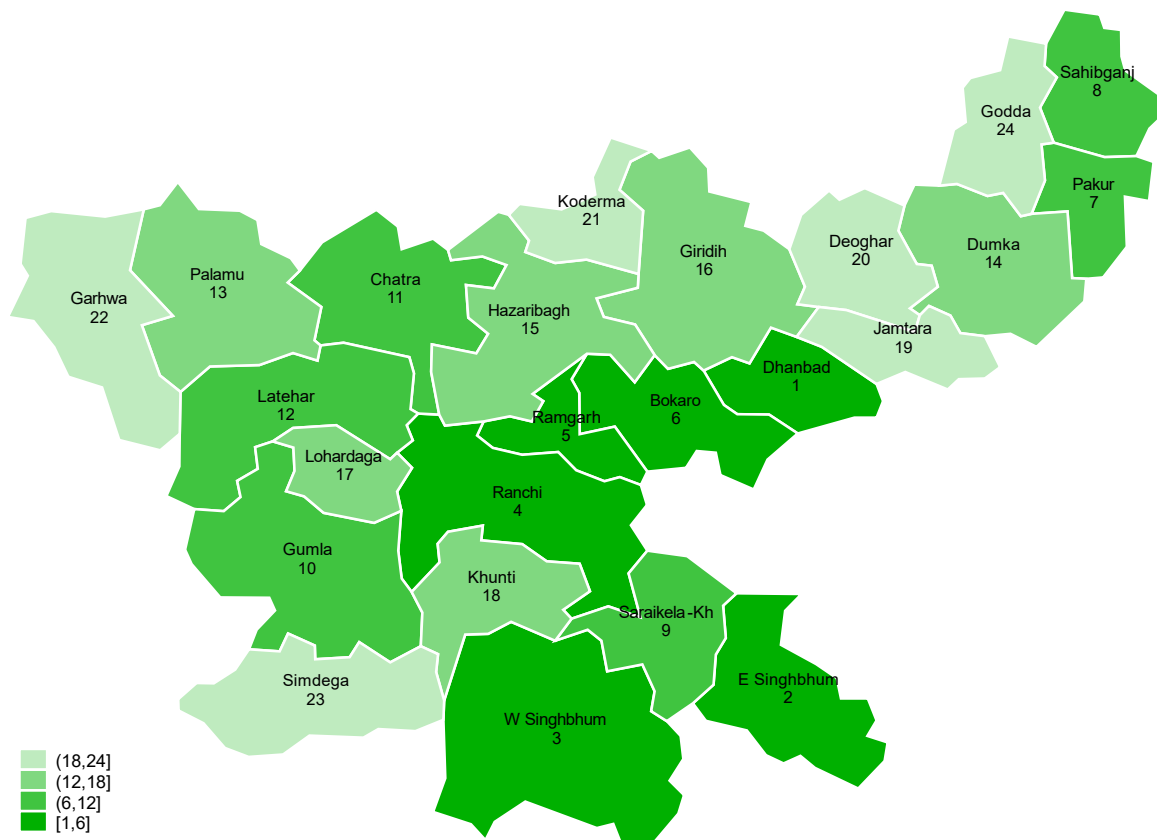 Sahibganj
8
Godda
24
Pakur
7
Koderma
21
Deoghar
20
Dumka
14
Giridih
16
Palamu
13
Chatra
11
Garhwa
22
Hazaribagh
15
Jamtara
19
Dhanbad
1
Latehar
12
Bokaro
6
Ramgarh
5
Lohardaga
17
Ranchi
4
Gumla
10
Khunti
18
Saraikela-Kh
9
Simdega
23
E Singhbhum
2
W Singhbhum
3
(18,24]
(12,18]
(6,12]
[1,6]